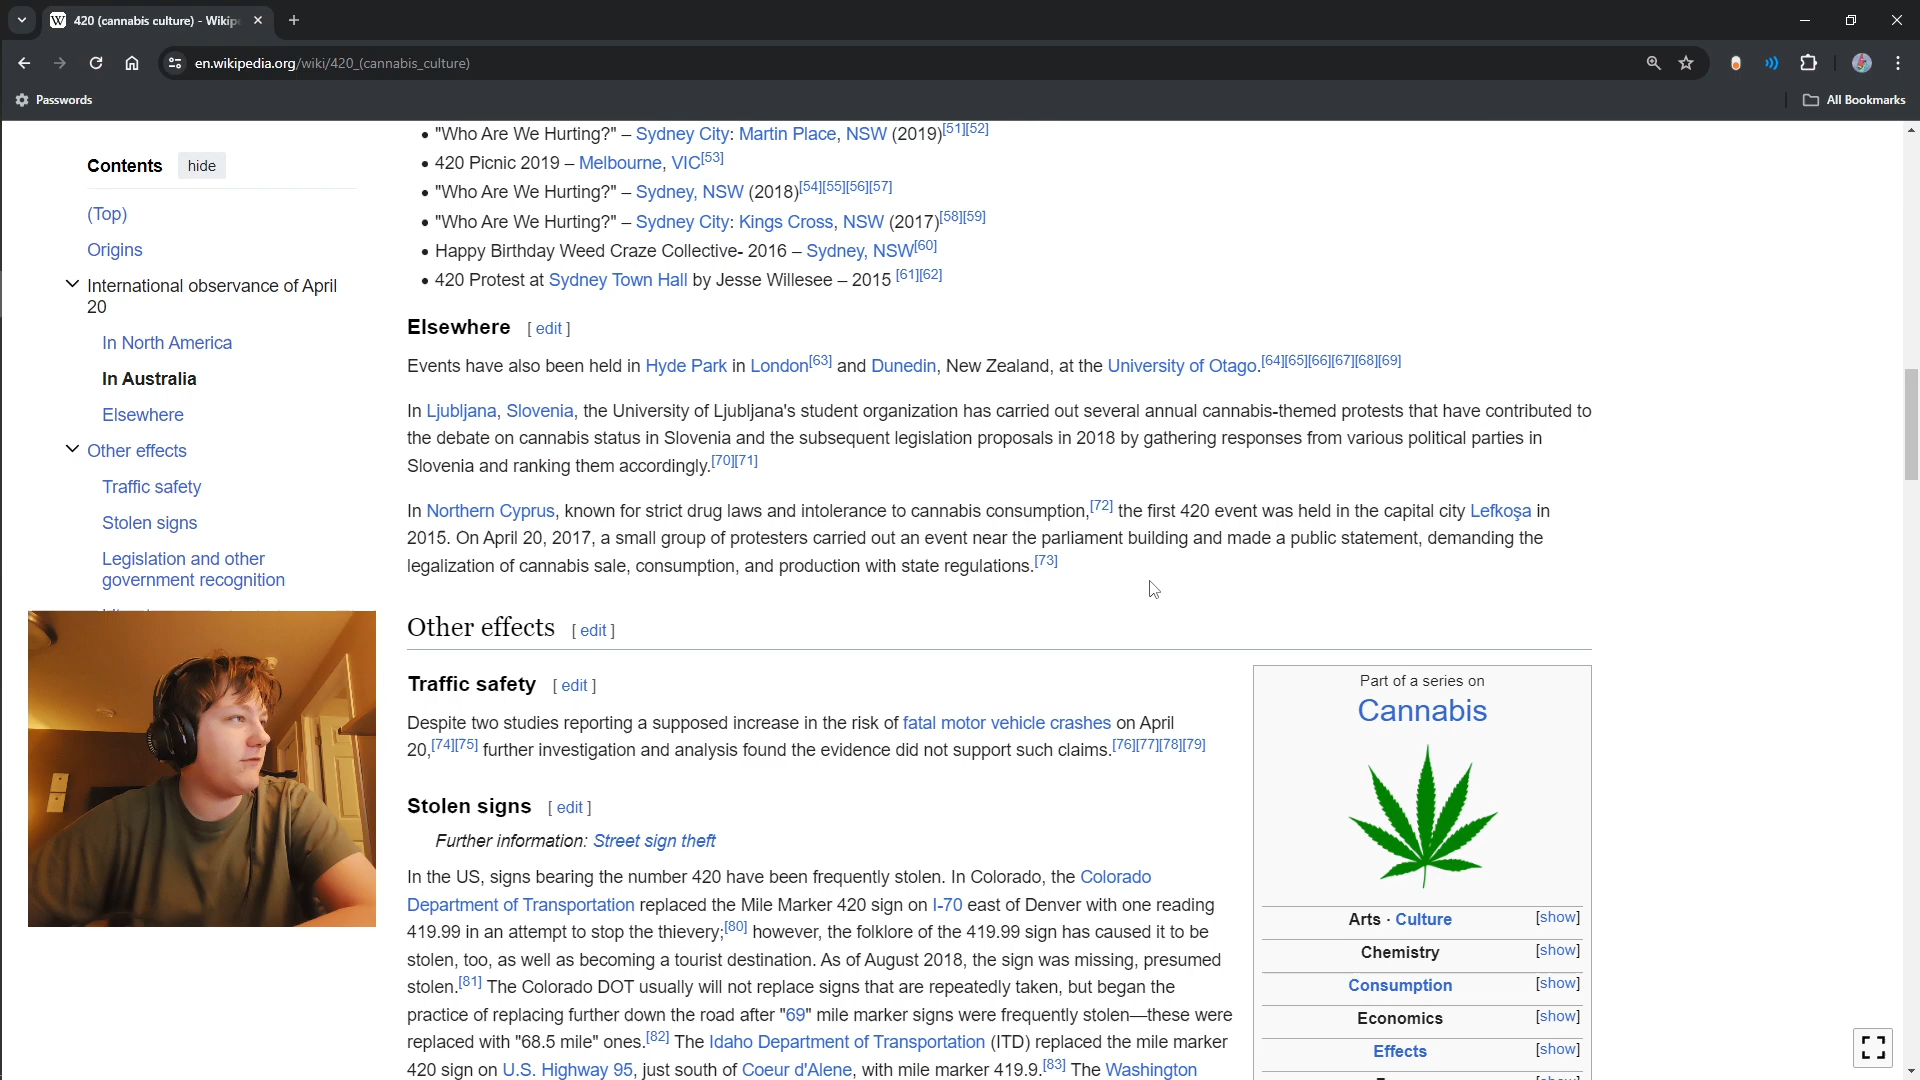 420 (cannabis culture) - Wikip
en.wikipedia.org/wiki/420_(cannabis_culture)
Passwords
All Bookmarks
Contents
hide
(Top)
Origins
International observance of April
20
In North America
In Australia
Elsewhere
Other effects
Traffic safety
Stolen signs
Legislation and other
government recognition
• "Who Are We Hurting?" – Sydney City: Martin Place, NSW (2019)[51][52]
• 420 Picnic 2019 – Melbourne, VIC[53]
• "Who Are We Hurting?" – Sydney, NSW (2018)[54][55][56][57]
• "Who Are We Hurting?" – Sydney City: Kings Cross, NSW (2017)[58][59]
• Happy Birthday Weed Craze Collective- 2016 – Sydney, NSW[60]
• 420 Protest at Sydney Town Hall by Jesse Willesee – 2015 [61][62]
Elsewhere [ edit ]
Events have also been held in Hyde Park in London[63] and Dunedin, New Zealand, at the University of Otago.[64][65][66][67][68][69]
In Ljubljana, Slovenia, the University of Ljubljana's student organization has carried out several annual cannabis-themed protests that have contributed to
the debate on cannabis status in Slovenia and the subsequent legislation proposals in 2018 by gathering responses from various political parties in
Slovenia and ranking them accordingly.[70][71]
In Northern Cyprus, known for strict drug laws and intolerance to cannabis consumption,[72] the first 420 event was held in the capital city Lefkoşa in
2015. On April 20, 2017, a small group of protesters carried out an event near the parliament building and made a public statement, demanding the
legalization of cannabis sale, consumption, and production with state regulations.[73]
Other effects [ edit ]
Traffic safety [ edit ]
Despite two studies reporting a supposed increase in the risk of fatal motor vehicle crashes on April
20,[74][75] further investigation and analysis found the evidence did not support such claims.[76][77][78][79]
Stolen signs [ edit ]
Further information: Street sign theft
In the US, signs bearing the number 420 have been frequently stolen. In Colorado, the Colorado
Department of Transportation replaced the Mile Marker 420 sign on I-70 east of Denver with one reading
419.99 in an attempt to stop the thievery;[80] however, the folklore of the 419.99 sign has caused it to be
stolen, too, as well as becoming a tourist destination. As of August 2018, the sign was missing, presumed
stolen.[81] The Colorado DOT usually will not replace signs that are repeatedly taken, but began the
practice of replacing further down the road after "69" mile marker signs were frequently stolen—these were
replaced with "68.5 mile" ones.[82] The Idaho Department of Transportation (ITD) replaced the mile marker
420 sign on U.S. Highway 95, just south of Coeur d'Alene, with mile marker 419.9.[83] The Washington
Part of a series on
Cannabis
Arts · Culture [show]
Chemistry [show]
Consumption [show]
Economics [show]
Effects [show]